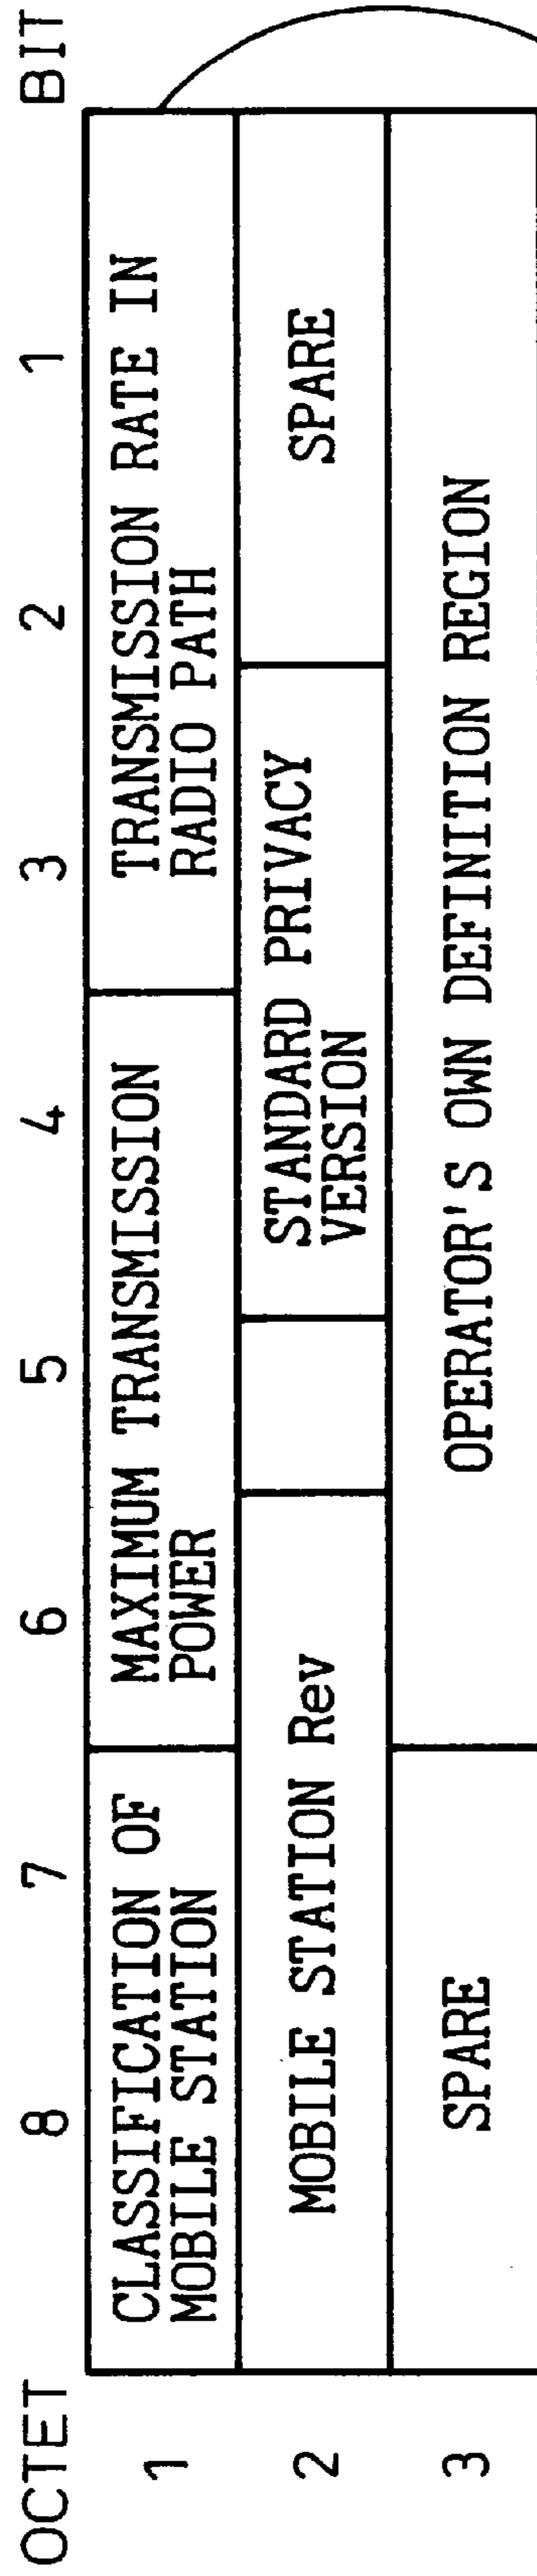 OCTET 8 7 6 5 4 3 2 1 BIT
1
CLASSIFICATION OF
MOBILE STATION
MAXIMUM TRANSMISSION
POWER
TRANSMISSION RATE IN
RADIO PATH
2
MOBILE STATION Rev
STANDARD PRIVACY
VERSION
SPARE
3
SPARE
OPERATOR'S OWN DEFINITION REGION